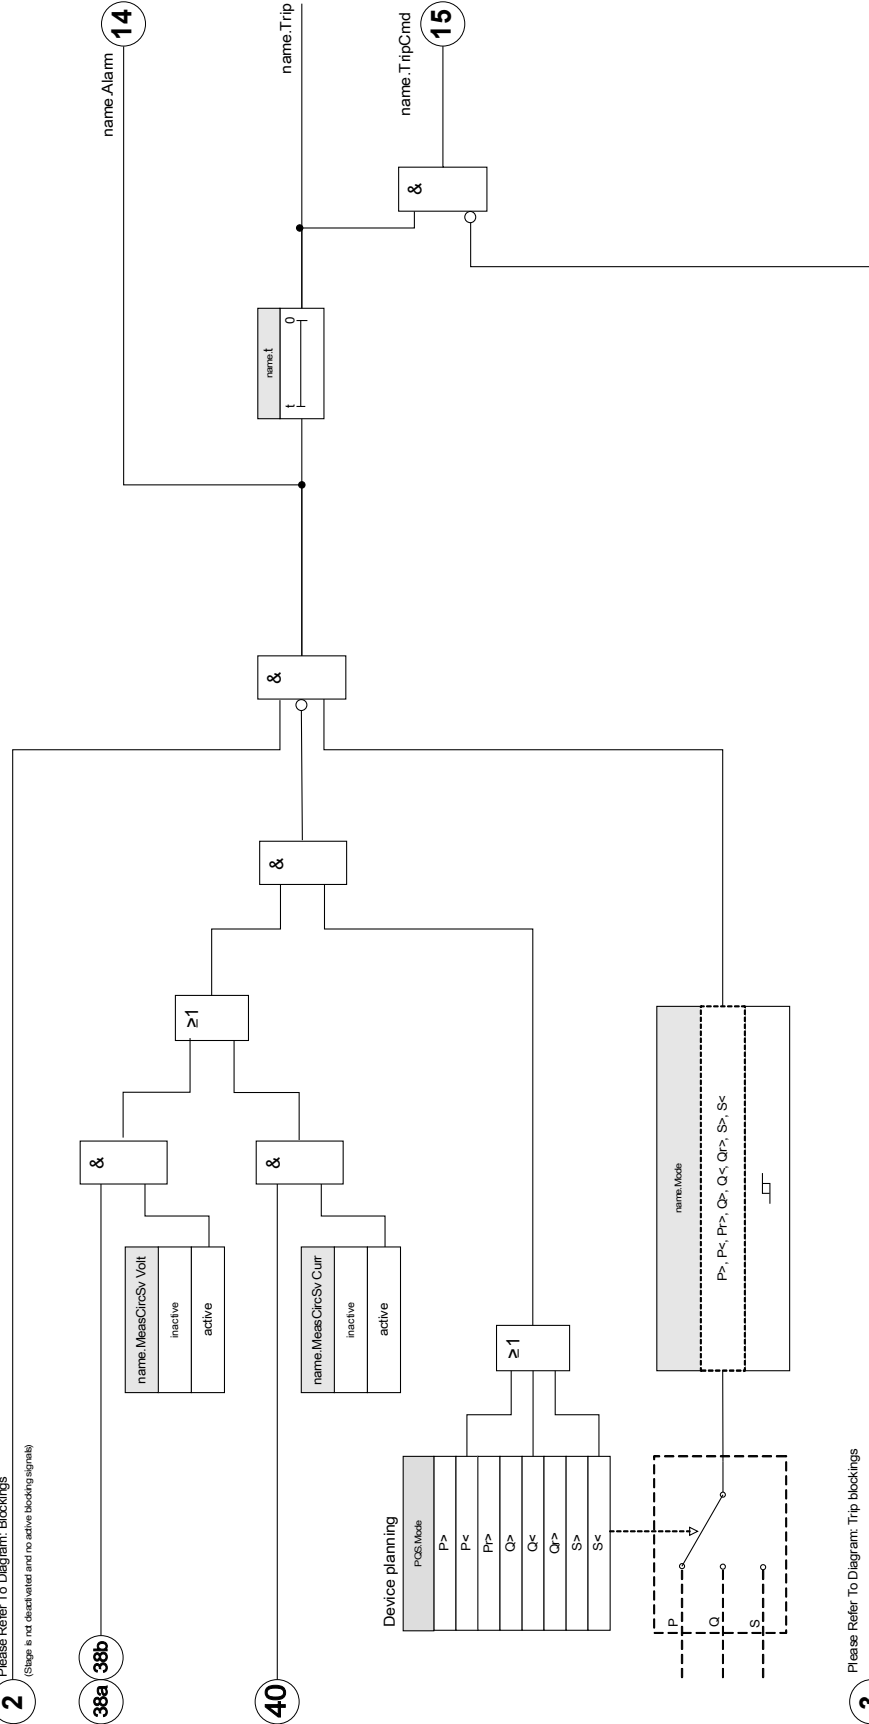 2
Please Refer To Diagram: Blockings
(Stage is not deactivated and no active blocking signals)
38a
38b
name.MeasCircSv Volt
inactive
active
&
≥1
40
name.MeasCircSv Curr
inactive
active
&
&
&
name.Alarm
14
name.t
t
0
name.Trip
&
name.TripCmd
15
Device planning
PQS.Mode
P>
P<
Pr>
Q>
Q<
Qr>
S>
S<
≥1
P
Q
S
name.Mode
P>, P<, Pr>, Q>, Q<, Qr>, S>, S<
3
Please Refer To Diagram: Trip blockings